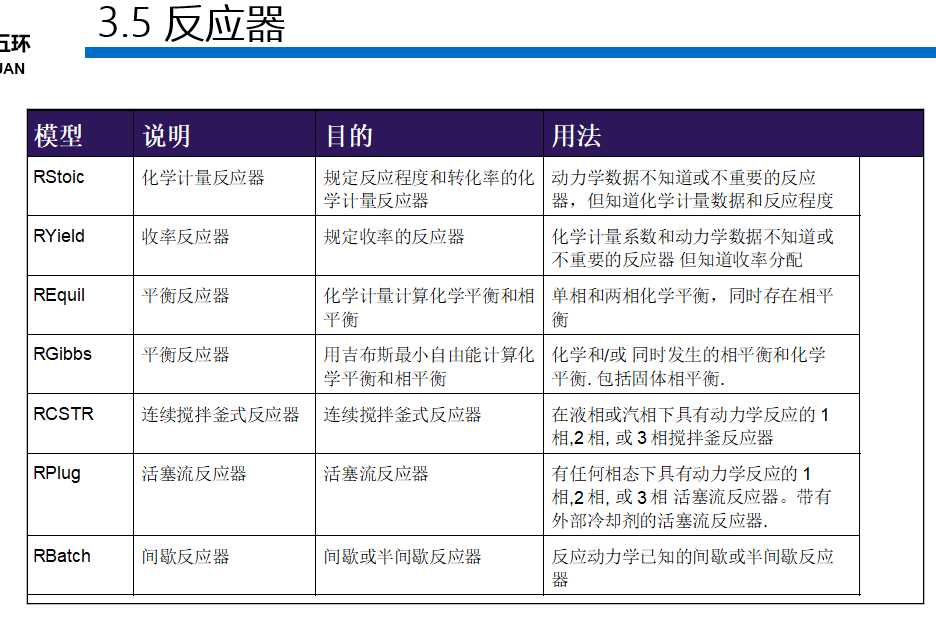 3.5 反应器
五环
UAN
模型 说明 目的 用法
RStoic 化学计量反应器 规定反应程度和转化率的化 动力学数据不知道或不重要的反应
学计量反应器 器，但知道化学计量数据和反应程度
RYield 收率反应器 规定收率的反应器 化学计量系数和动力学数据不知道或
不重要的反应器 但知道收率分配
REquil 平衡反应器 化学计量计算化学平衡和相 单相和两相化学平衡，同时存在相平
平衡 衡
RGibbs 平衡反应器 用吉布斯最小自由能计算化 化学和/或 同时发生的相平衡和化学
学平衡和相平衡 平衡. 包括固体相平衡.
RCSTR 连续搅拌釜式反应器 连续搅拌釜式反应器 在液相或汽相下具有动力学反应的 1
相,2 相, 或 3 相搅拌釜反应器
RPlug 活塞流反应器 活塞流反应器 有任何相态下具有动力学反应的 1
相,2 相, 或 3 相 活塞流反应器。带有
外部冷却剂的活塞流反应器.
RBatch 间歇反应器 间歇或半间歇反应器 反应动力学已知的间歇或半间歇反应
器